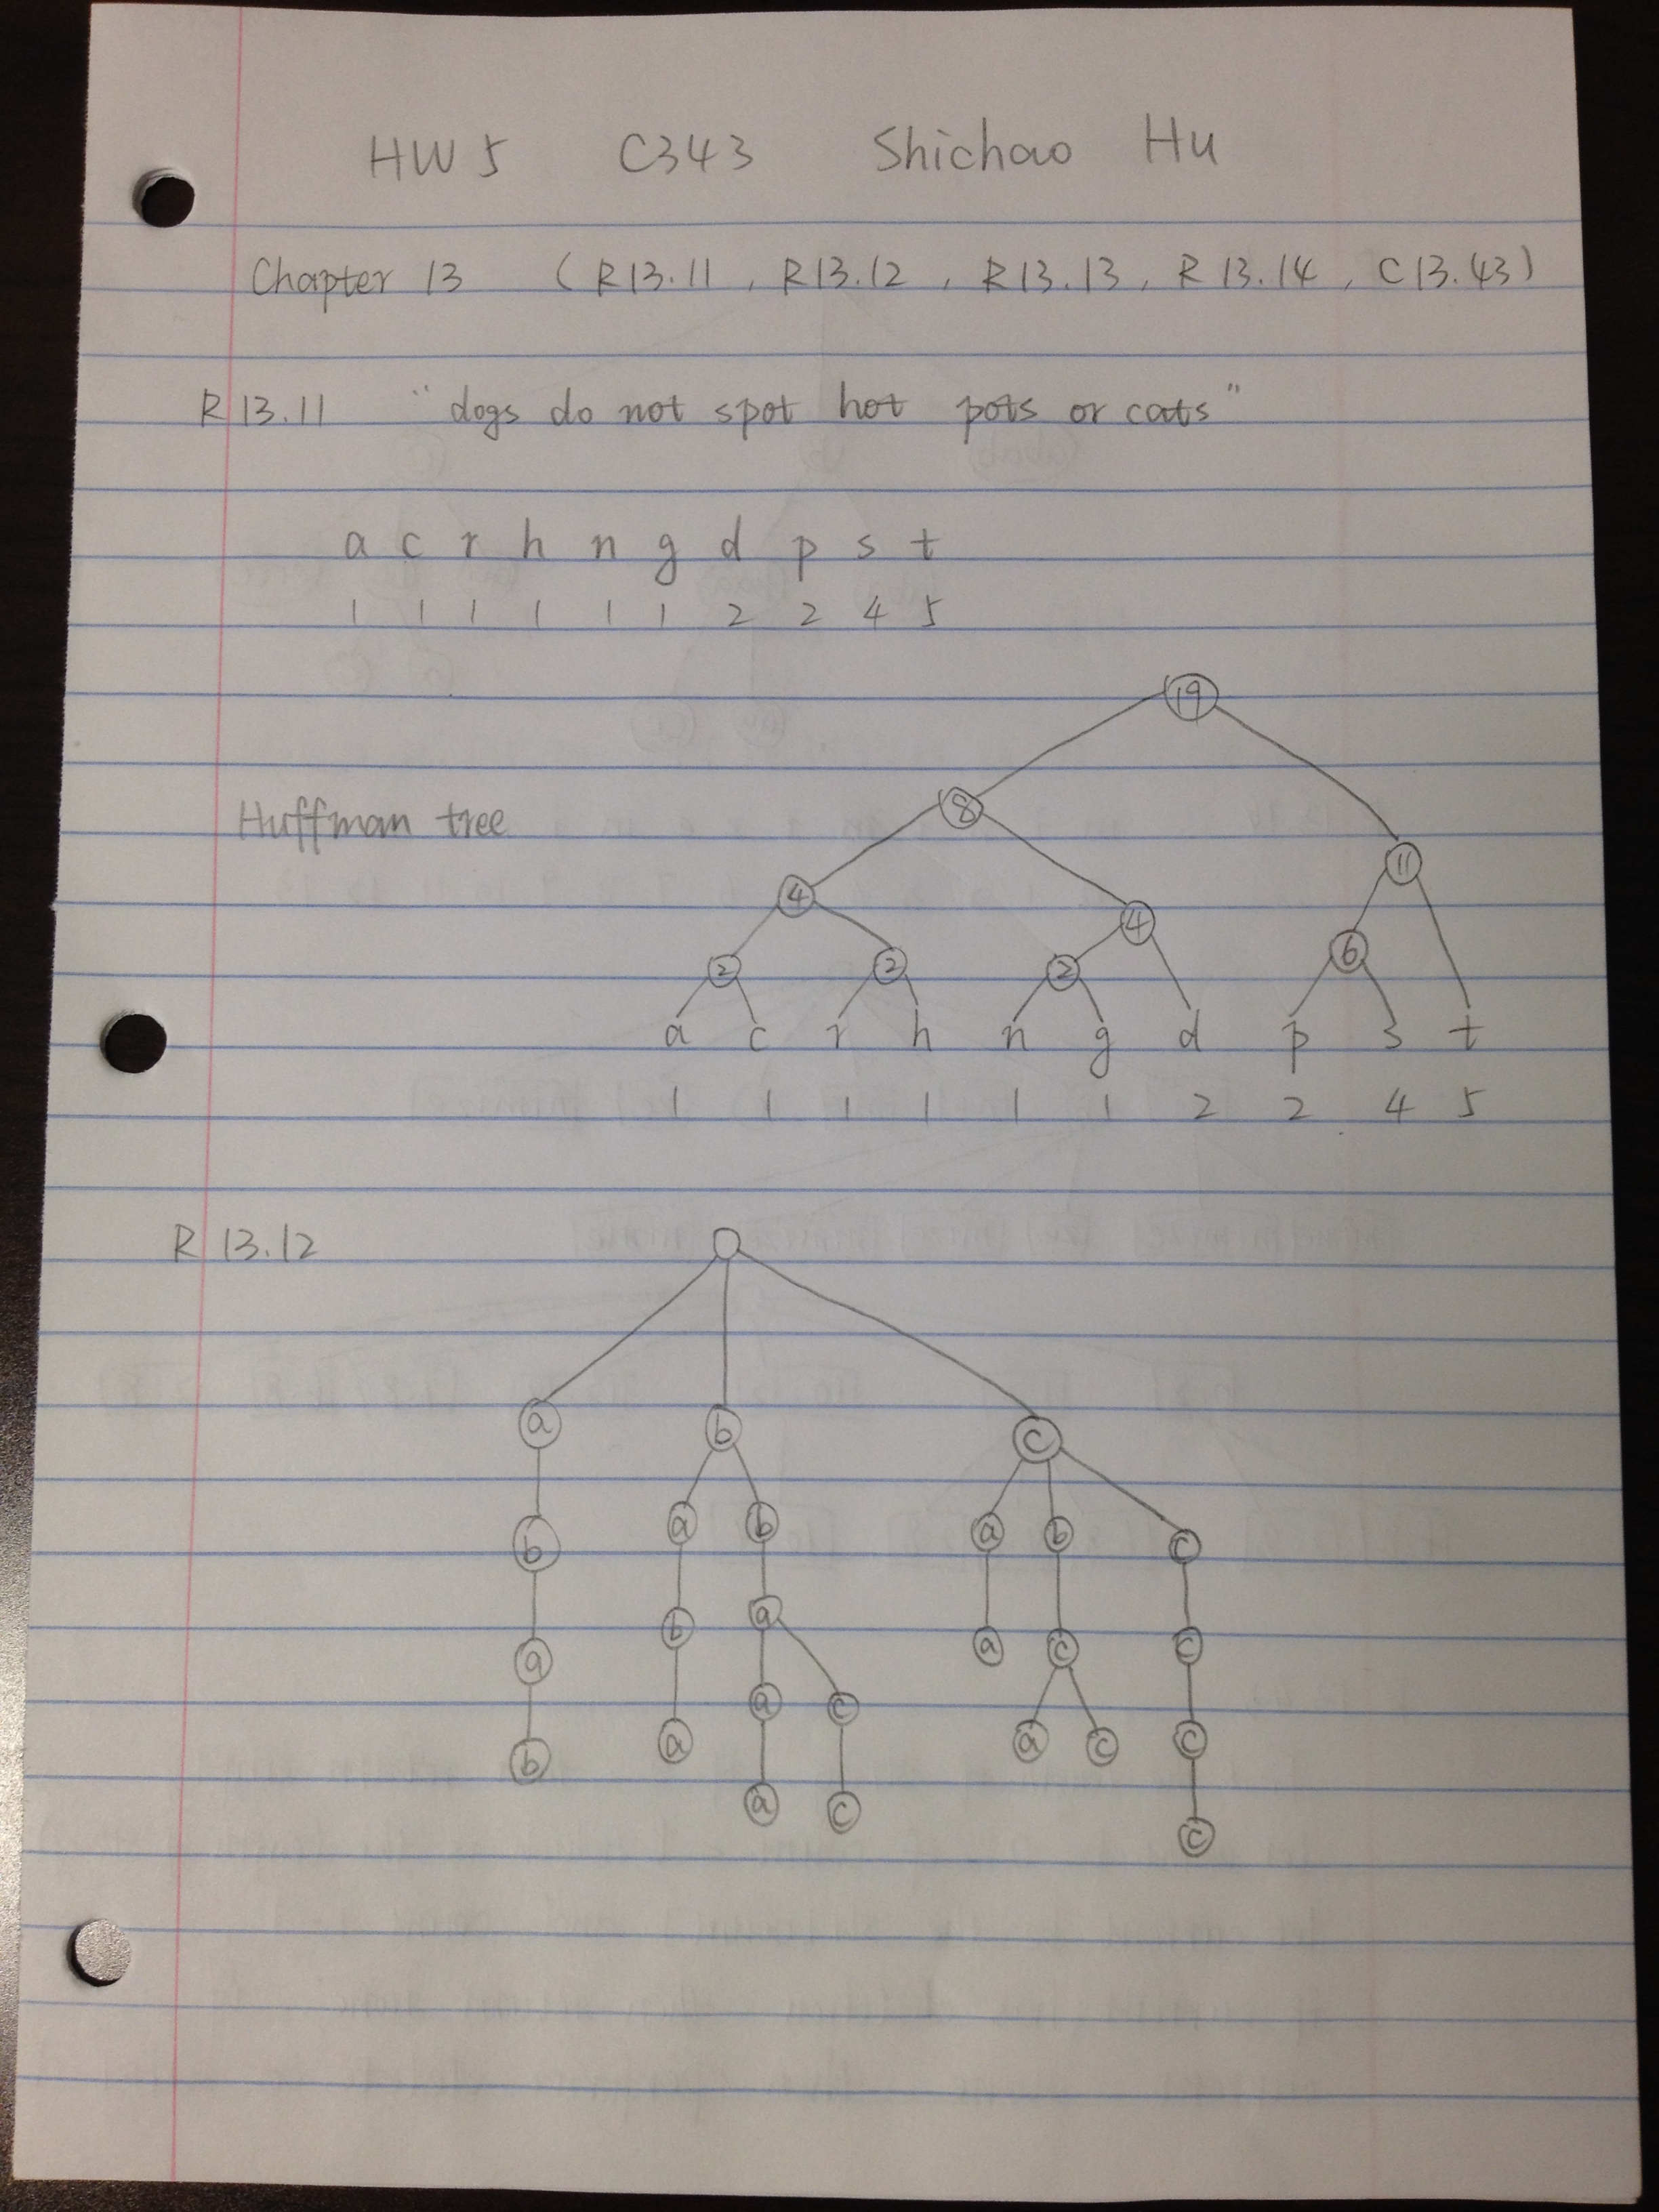 HW 5 C343 Shichao Hu
Chapter 13 ( R13.11 , R13.12 , R13.13 , R13.14 , C13.43 )
R 13.11 "dogs do not spot hot pots or cats"
a c r h n g d p s t
1 1 1 1 1 1 2 2 4 5
19
Huffman tree 8
11
4 4
6
2 2 2
a c r h n g d p s t
1 1 1 1 1 1 2 2 4 5
R 13.12
a b c
b a b a b c
a b a a c c
b a a c a c c
a c c